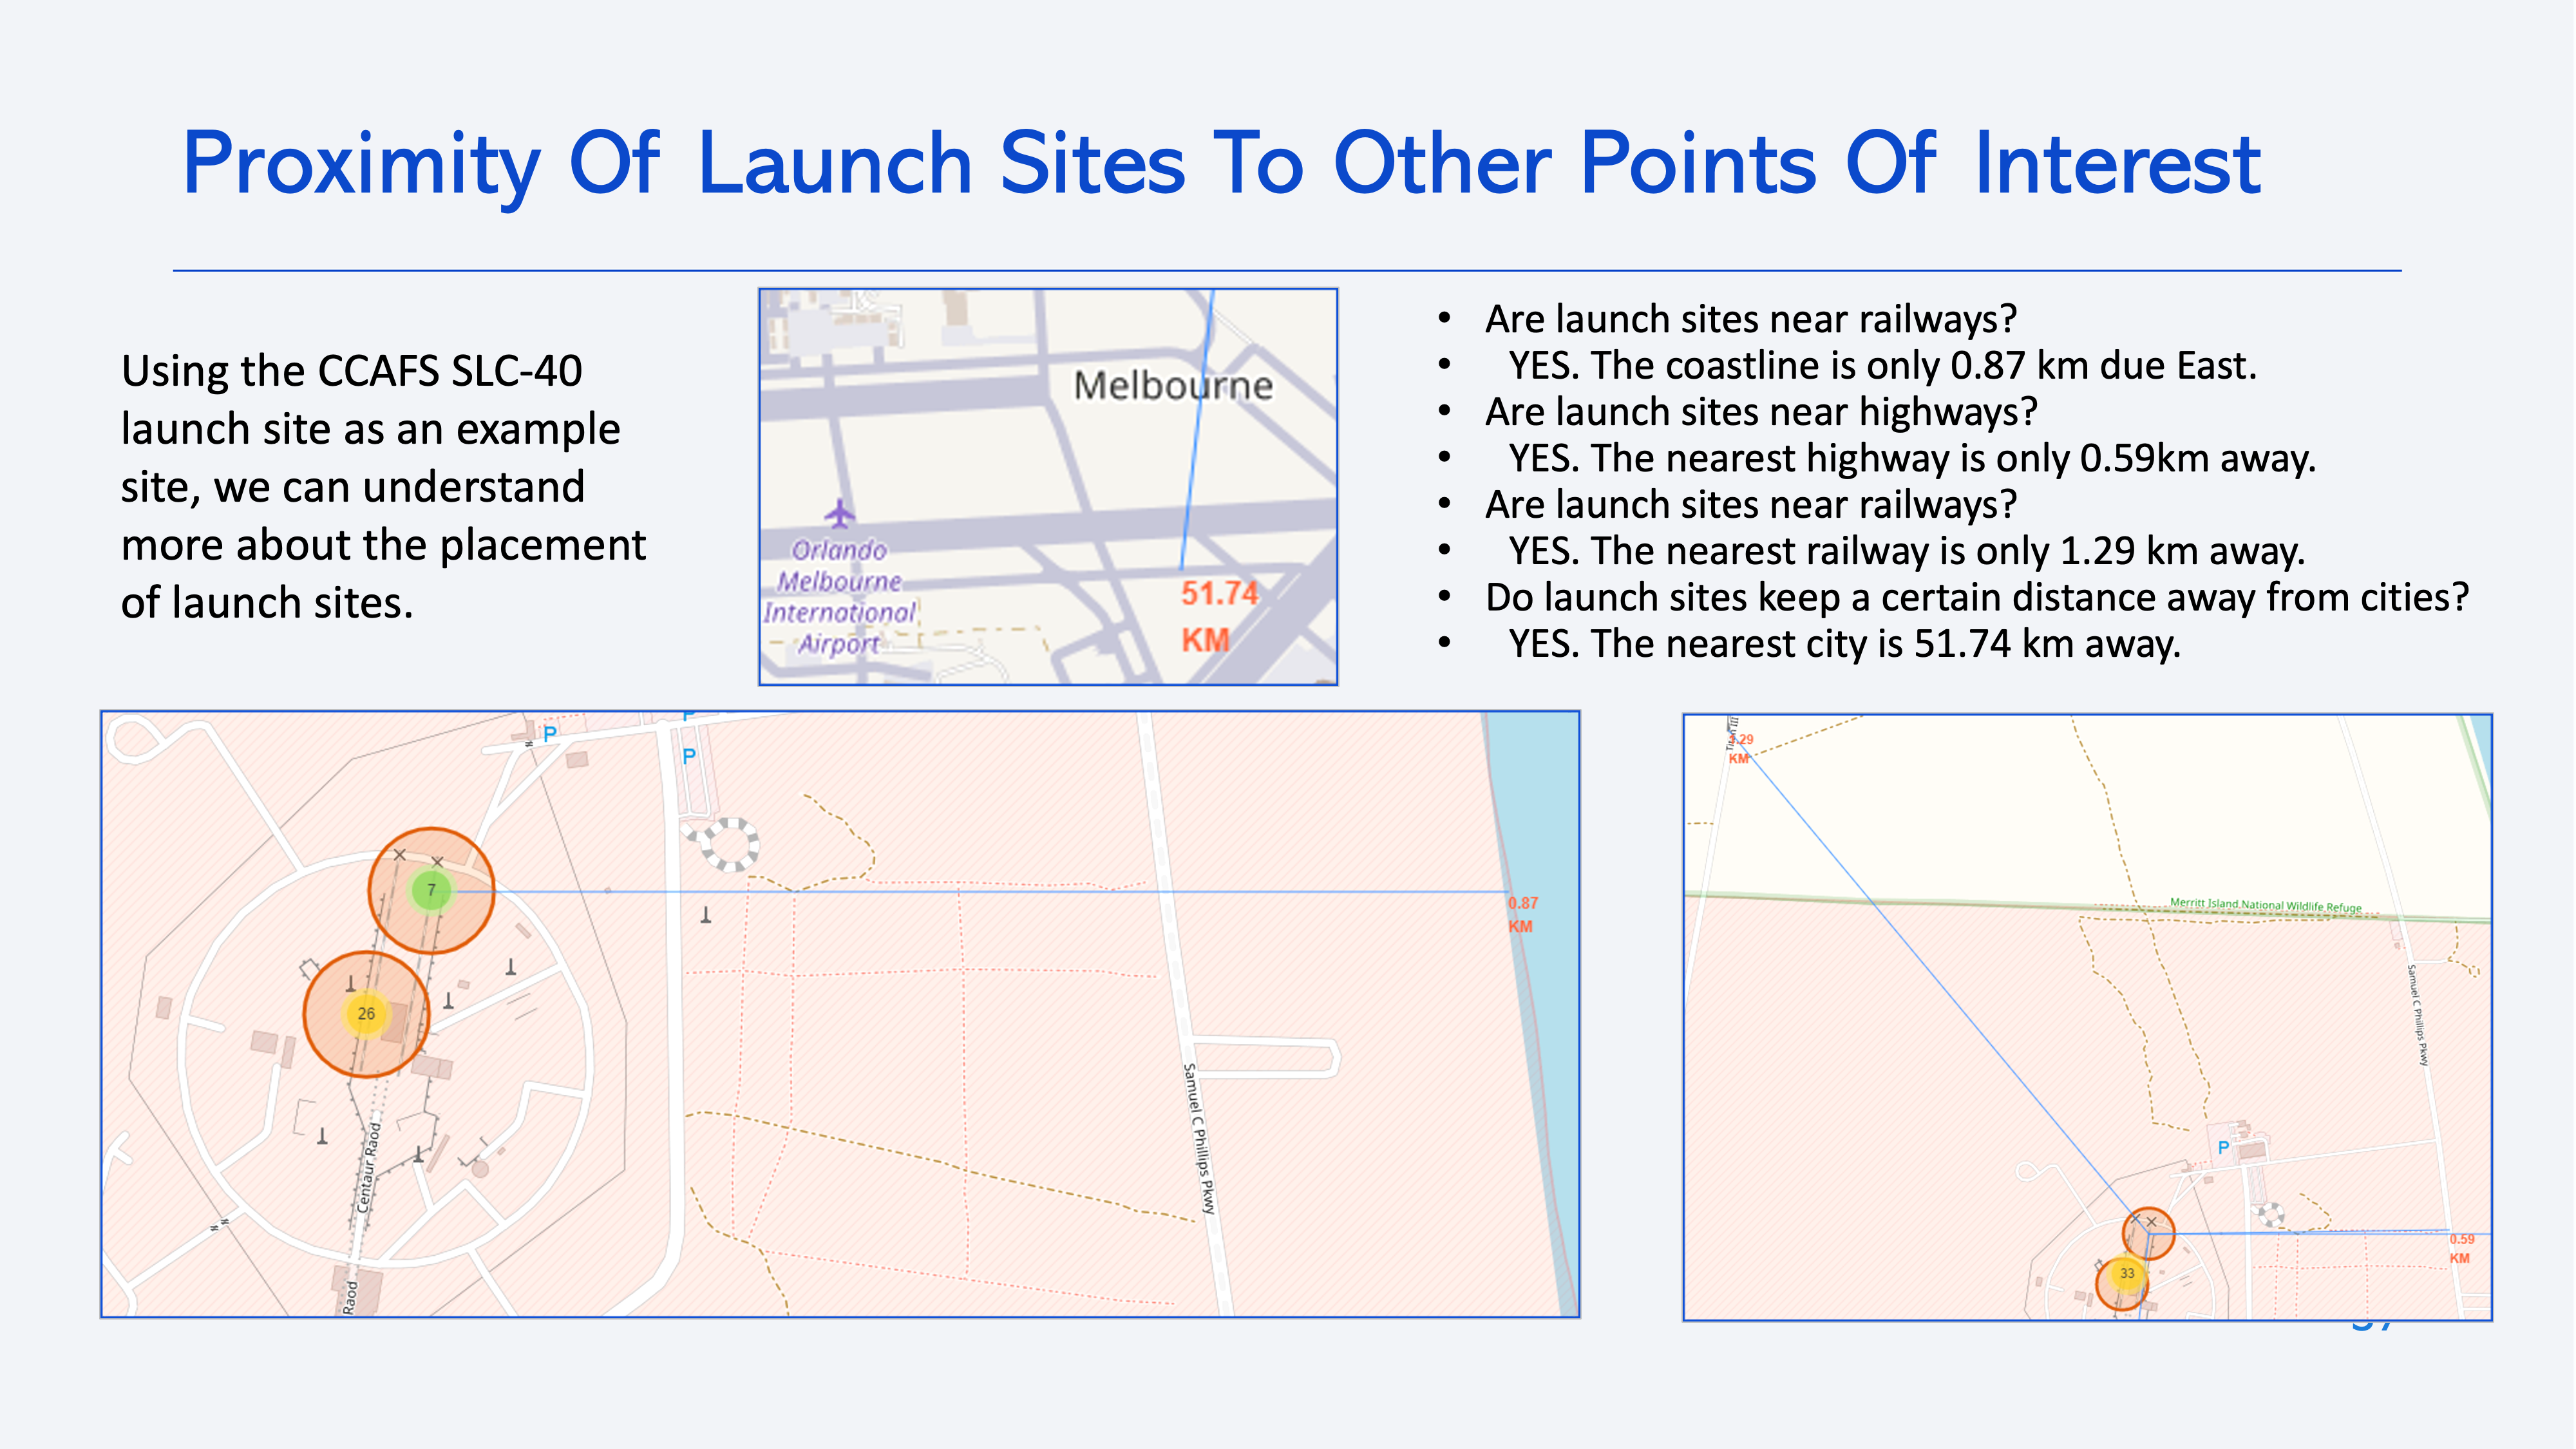 Proximity Of Launch Sites To Other Points Of Interest
Using the CCAFS SLC-40
launch site as an example
site, we can understand
more about the placement
of launch sites.
Melbourne
Orlando
Melbourne
International
Airport
51.74
KM
• Are launch sites near railways?
• YES. The coastline is only 0.87 km due East.
• Are launch sites near highways?
• YES. The nearest highway is only 0.59km away.
• Are launch sites near railways?
• YES. The nearest railway is only 1.29 km away.
• Do launch sites keep a certain distance away from cities?
• YES. The nearest city is 51.74 km away.
P
P
7
26
0.87
KM
Centaur Raod
Raod
Samuel C Phillips Pkwy
KM
Merritt Island National Wildlife Refuge
Samuel C Phillips Pkwy
P
33
0.59
KM